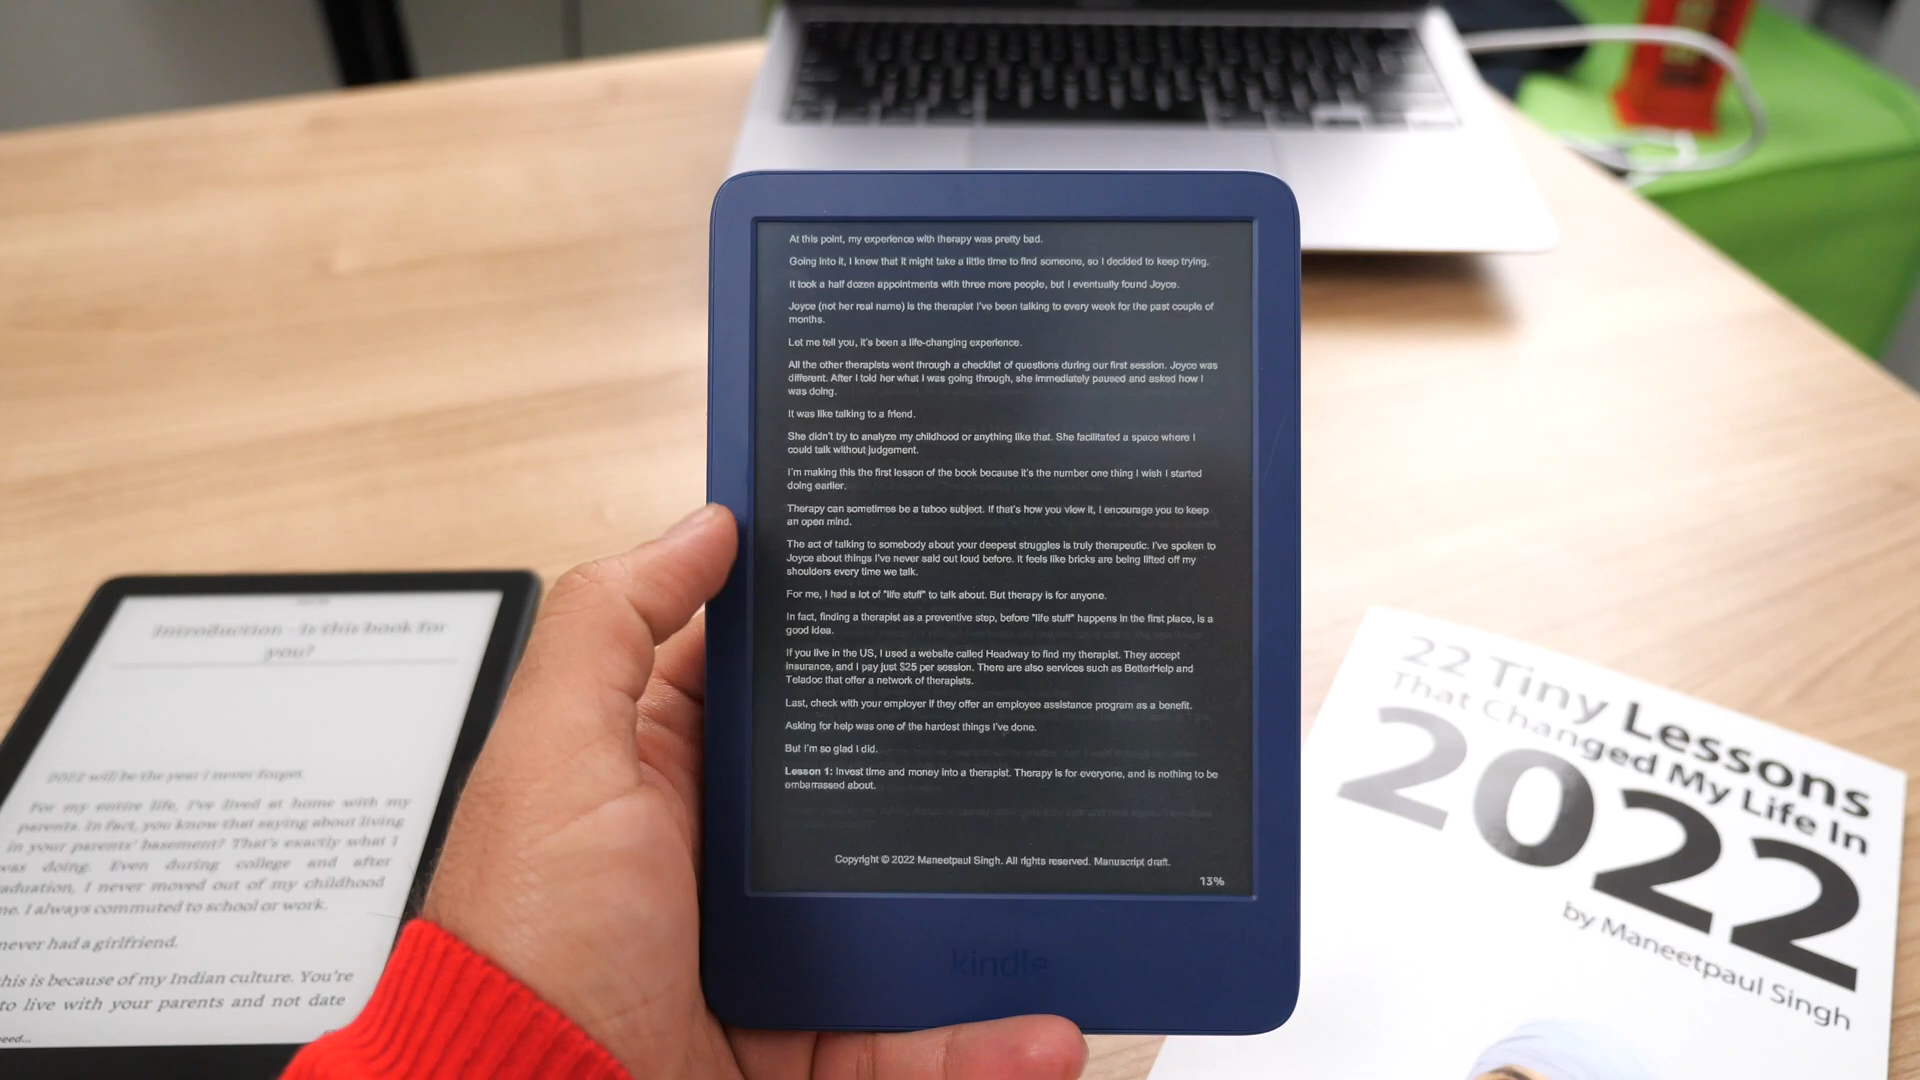 At this point, my experience with therapy was pretty bad.
Going into it, I knew that it might take a little time to find someone, so I decided to keep trying.
It took a half dozen appointments with three more people, but I eventually found Joyce.
Joyce (not her real name) is the therapist I've been talking to every week for the past couple of
months.
Let me tell you, it's been a life-changing experience.
All the other therapists went through a checklist of questions during our first session. Joyce was
different. After I told her what I was going through, she immediately paused and asked how I
was doing.
It was like talking to a friend.
She didn't try to analyze my childhood or anything like that. She facilitated a space where I
could talk without judgement.
I'm making this the first lesson of the book because it's the number one thing I wish I started
doing earlier.
Therapy can sometimes be a taboo subject. If that's how you view it, I encourage you to keep
an open mind.
The act of talking to somebody about your deepest struggles is truly therapeutic. I've spoken to
Joyce about things I've never said out loud before. It feels like bricks are being lifted off my
shoulders every time we talk.
For me, I had a lot of "life stuff" to talk about. But therapy is for anyone.
In fact, finding a therapist as a preventive step, before "life stuff" happens in the first place, is a
good idea.
If you live in the US, I used a website called Headway to find my therapist. They accept
insurance, and I pay just $25 per session. There are also services such as BetterHelp and
Teladoc that offer a network of therapists.
Last, check with your employer if they offer an employee assistance program as a benefit.
Asking for help was one of the hardest things I've done.
But I'm so glad I did.
Lesson 1: Invest time and money into a therapist. Therapy is for everyone, and is nothing to be
embarrassed about.
Copyright © 2022 Maneetpaul Singh. All rights reserved. Manuscript draft.
13%
kindle
Introduction - Is this book for
you?
2022 will be the year I never forget.
For my entire life, I've lived at home with my
parents. In fact, you know that saying about living
in your parents' basement? That's exactly what I
was doing. Even during college and after
aduation, I never moved out of my childhood
me. I always commuted to school or work.
never had a girlfriend.
this is because of my Indian culture. You're
to live with your parents and not date
eed...
22 Tiny Lessons
That Changed My Life In
2022
by Maneetpaul Singh